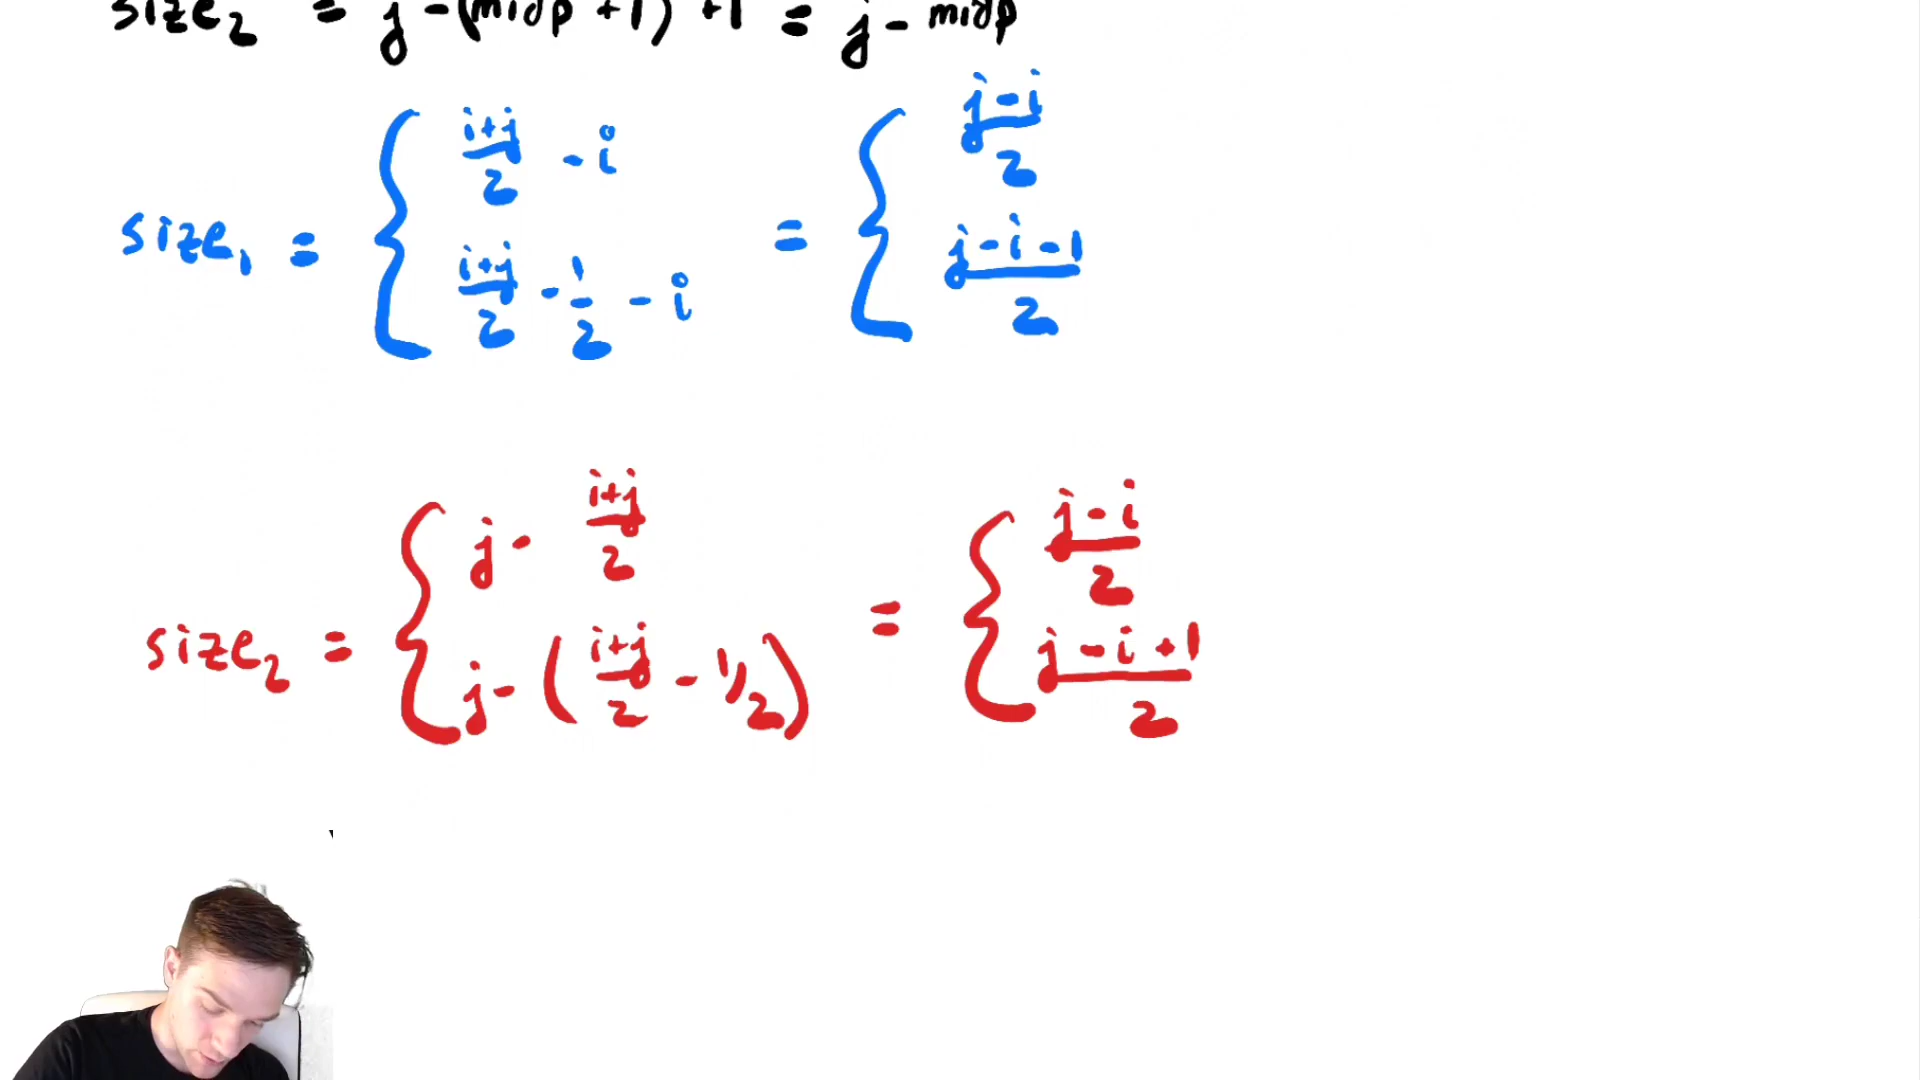 size₂ = j - (midp + 1) + 1 = j - midp
size₁ = { (i+j)/2 - i = { (j-i)/2
(i+j)/2 - 1/2 - i (j-i-1)/2
size₂ = { j - (i+j)/2 = { (j-i)/2
j - ((i+j)/2 - 1/2) (j-i+1)/2